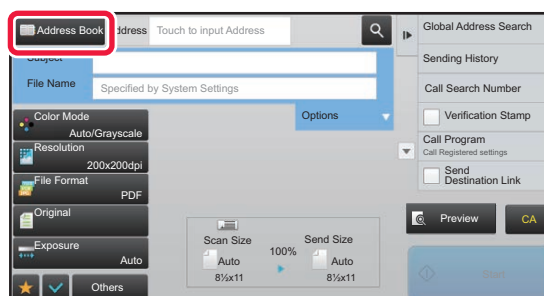 Address Book
ddress
Touch to input Address
Subject
File Name
Specified by System Settings
Options
Color Mode
Auto/Grayscale
Resolution
200x200dpi
File Format
PDF
Original
Exposure
Auto
Others
Scan Size
Auto
8½x11
100%
Send Size
Auto
8½x11
Global Address Search
Sending History
Call Search Number
Verification Stamp
Call Program
Call Registered settings
Send
Destination Link
Preview
CA
Start